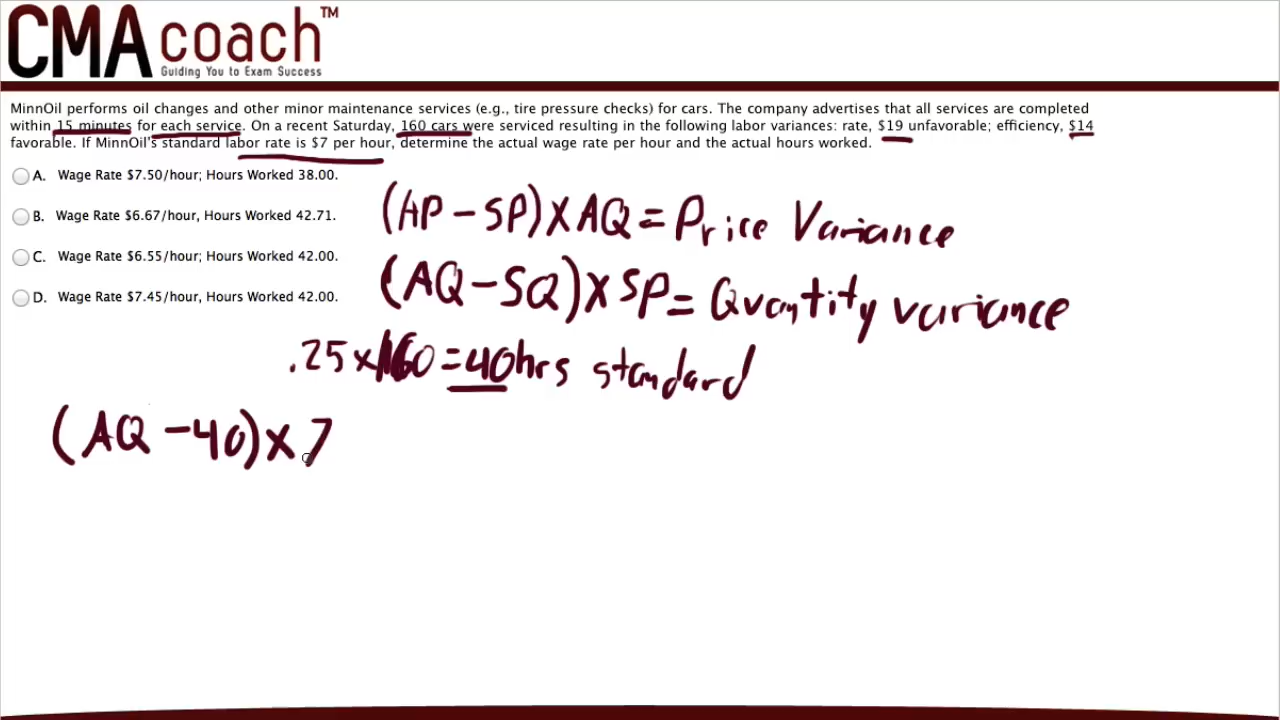 CMA coach™
Guiding You to Exam Success
MinnOil performs oil changes and other minor maintenance services (e.g., tire pressure checks) for cars. The company advertises that all services are completed
within 15 minutes for each service. On a recent Saturday, 160 cars were serviced resulting in the following labor variances: rate, $19 unfavorable; efficiency, $14
favorable. If MinnOil's standard labor rate is $7 per hour, determine the actual wage rate per hour and the actual hours worked.
A. Wage Rate $7.50/hour; Hours Worked 38.00.
B. Wage Rate $6.67/hour, Hours Worked 42.71.
C. Wage Rate $6.55/hour; Hours Worked 42.00.
D. Wage Rate $7.45/hour, Hours Worked 42.00.
(AP-SP)XAQ=Price Variance
(AQ-SQ)XSP=Quantity variance
.25x160=40hrs standard
(AQ-40)x7